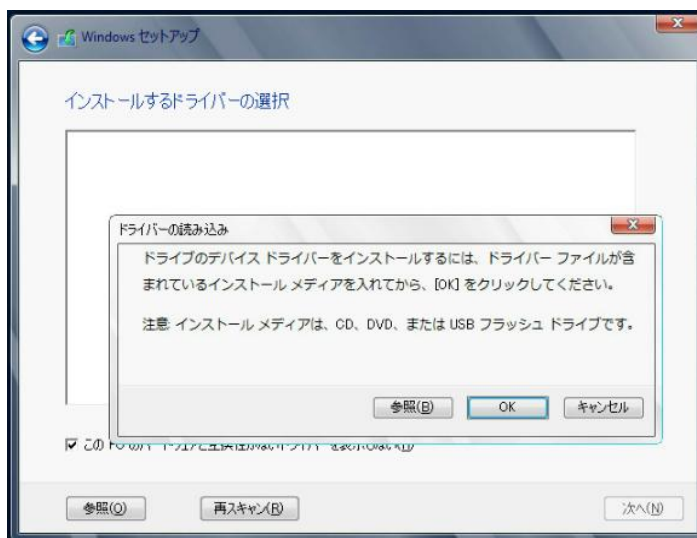 Windows セットアップ
インストールするドライバーの選択
ドライバーの読み込み
ドライブのデバイス ドライバーをインストールするには、ドライバー ファイルが含
まれているインストール メディアを入れてから、[OK] をクリックしてください。
注意: インストール メディアは、CD、DVD、または USB フラッシュ ドライブです。
参照(B) OK キャンセル
この
参照(O) 再スキャン(R) 次へ(N)